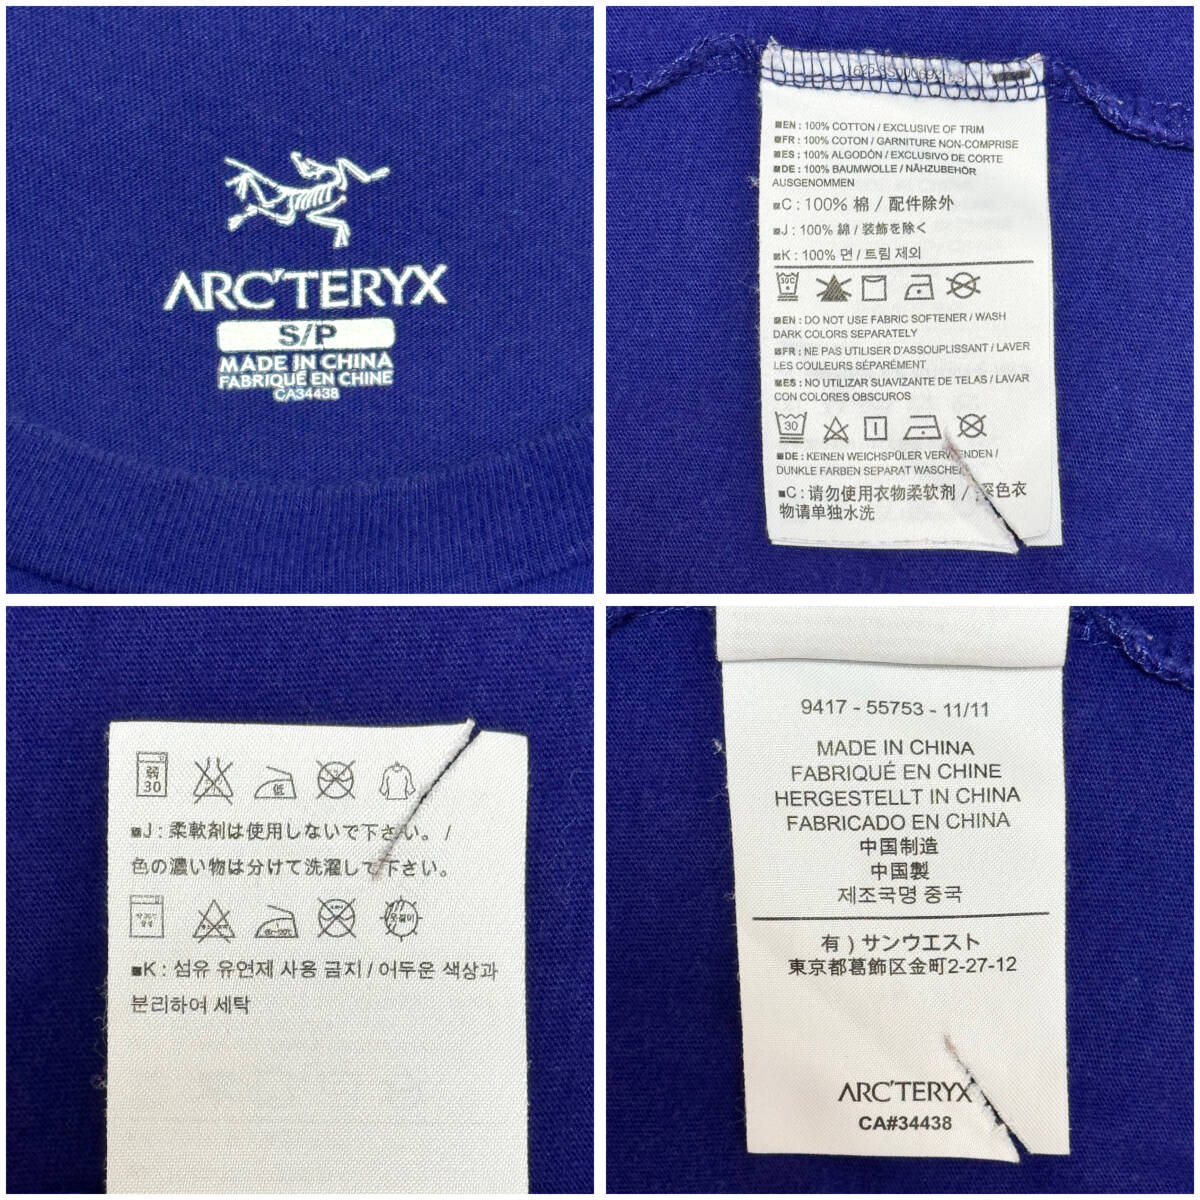 ARC'TERYX
S/P
MADE IN CHINA
FABRIQUÉ EN CHINE
CA34438
■EN : 100% COTTON / EXCLUSIVE OF TRIM
■FR : 100% COTON / GARNITURE NON-COMPRISE
■ES : 100% ALGODÓN / EXCLUSIVO DE CORTE
■DE : 100% BAUMWOLLE / NÄHZUBEHÖR
AUSGENOMMEN
■C : 100% 棉 / 配件除外
■J : 100% 綿 / 装飾を除く
■K : 100% 면 / 트림 제외
30C
■EN : DO NOT USE FABRIC SOFTENER / WASH
DARK COLORS SEPARATELY
■FR : NE PAS UTILISER D'ASSOUPLISSANT / LAVER
LES COULEURS SÉPARÉMENT
■ES : NO UTILIZAR SUAVIZANTE DE TELAS / LAVAR
CON COLORES OBSCUROS
30
■DE : KEINEN WEICHSPÜLER VERWENDEN /
DUNKLE FARBEN SEPARAT WASCHE
■C : 请勿使用衣物柔软剂 / 深色衣
物请单独水洗
弱
30
低
■J : 柔軟剤は使用しないで下さい。 /
色の濃い物は分けて洗濯して下さい。
■K : 섬유 유연제 사용 금지 / 어두운 색상과
분리하여 세탁
9417 - 55753 - 11/11
MADE IN CHINA
FABRIQUÉ EN CHINE
HERGESTELLT IN CHINA
FABRICADO EN CHINA
中国制造
中国製
제조국명 중국
有 ) サンウエスト
東京都葛飾区金町2-27-12
ARC'TERYX
CA#34438